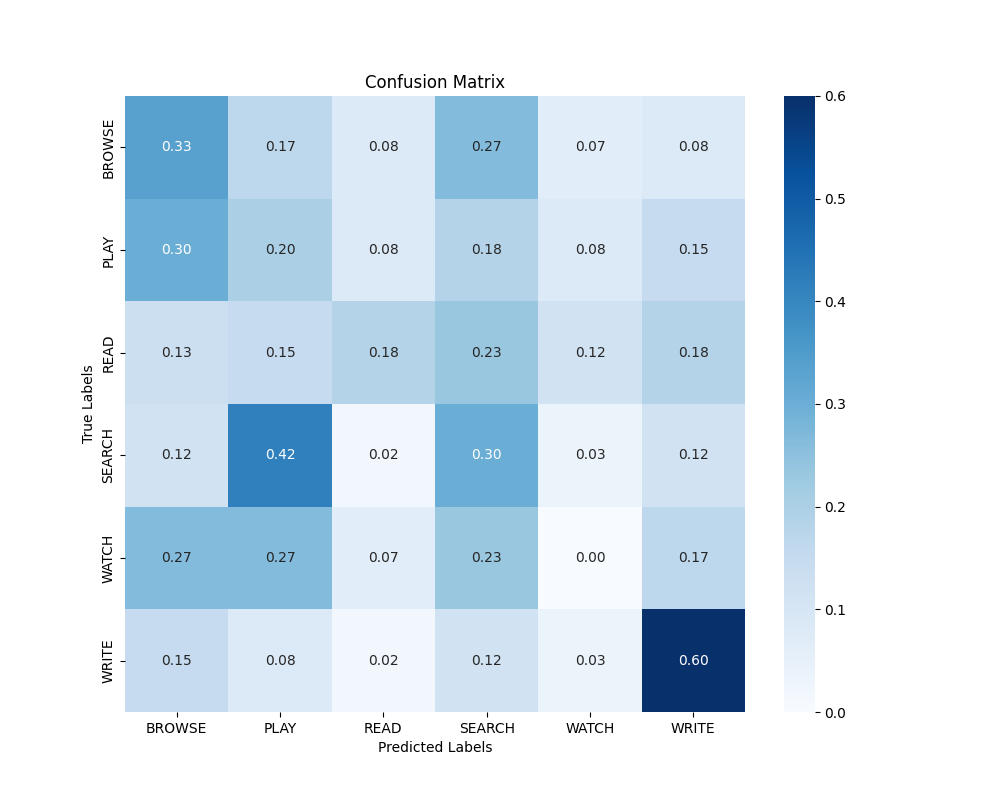 Confusion Matrix
BROWSE 0.33 0.17 0.08 0.27 0.07 0.08
PLAY 0.30 0.20 0.08 0.18 0.08 0.15
READ 0.13 0.15 0.18 0.23 0.12 0.18
SEARCH 0.12 0.42 0.02 0.30 0.03 0.12
WATCH 0.27 0.27 0.07 0.23 0.00 0.17
WRITE 0.15 0.08 0.02 0.12 0.03 0.60
True Labels
BROWSE PLAY READ SEARCH WATCH WRITE
Predicted Labels
0.6
0.5
0.4
0.3
0.2
0.1
0.0